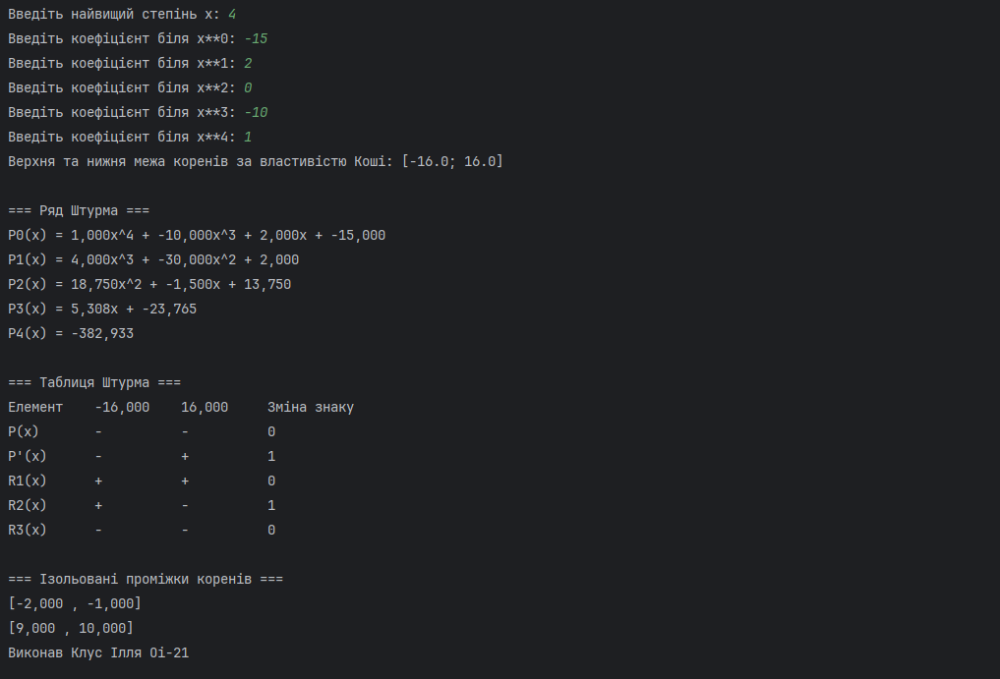 Введіть найвищий степінь x: 4
Введіть коефіцієнт біля x**0: -15
Введіть коефіцієнт біля x**1: 2
Введіть коефіцієнт біля x**2: 0
Введіть коефіцієнт біля x**3: -10
Введіть коефіцієнт біля x**4: 1
Верхня та нижня межа коренів за властивістю Коші: [-16.0; 16.0]
=== Ряд Штурма ===
P0(x) = 1,000x^4 + -10,000x^3 + 2,000x + -15,000
P1(x) = 4,000x^3 + -30,000x^2 + 2,000
P2(x) = 18,750x^2 + -1,500x + 13,750
P3(x) = 5,308x + -23,765
P4(x) = -382,933
=== Таблиця Штурма ===
Елемент -16,000 16,000 Зміна знаку
P(x) - - 0
P'(x) - + 1
R1(x) + + 0
R2(x) + - 1
R3(x) - - 0
=== Ізольовані проміжки коренів ===
[-2,000 , -1,000]
[9,000 , 10,000]
Виконав Клус Ілля Оі-21